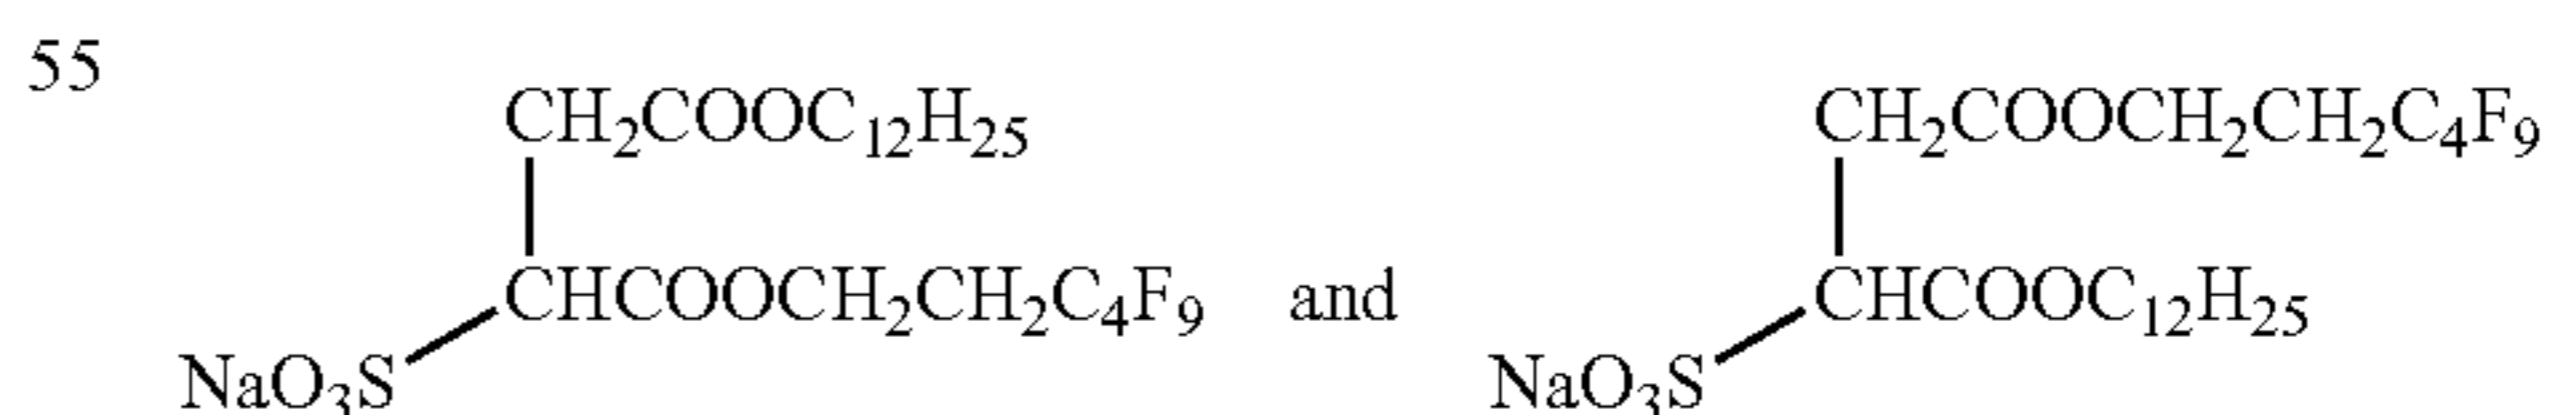 55
CH₂COOC₁₂H₂₅ CH₂COOCH₂CH₂C₄F₉
CHCOOCH₂CH₂C₄F₉ and CHCOOC₁₂H₂₅
NaO₃S NaO₃S